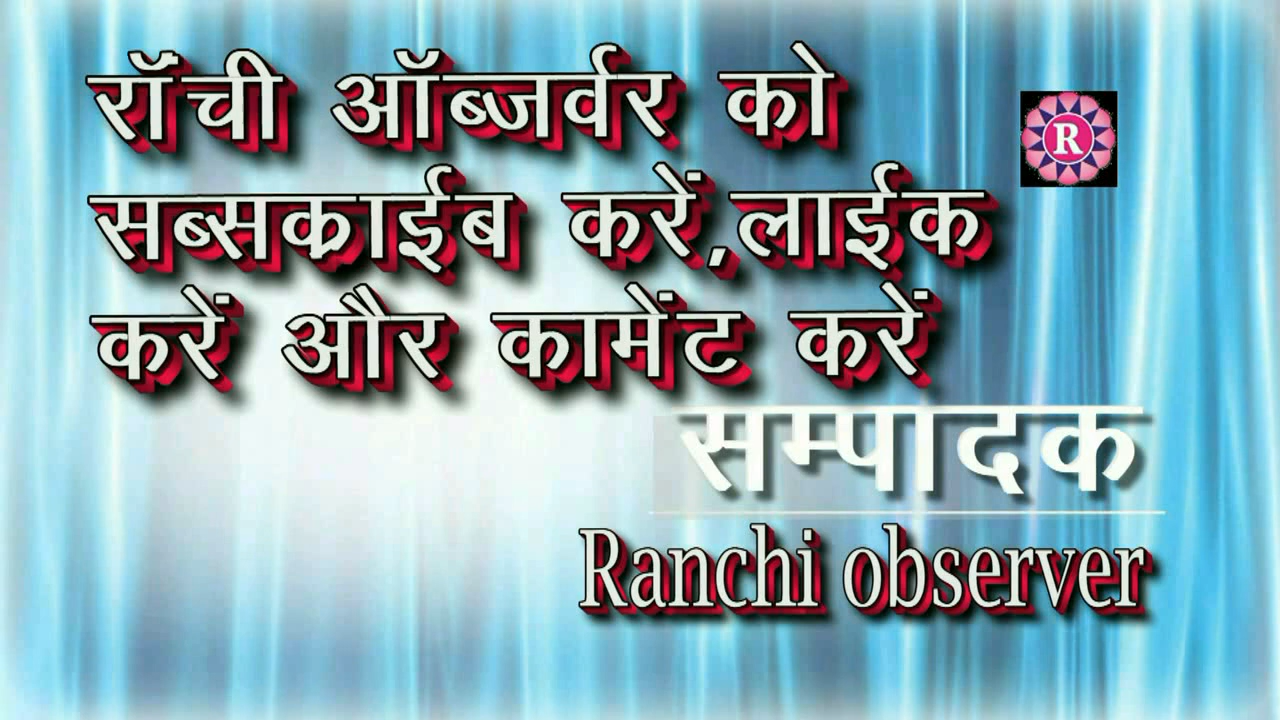 रॉंची ऑब्जर्वर को
R
सब्सक्राईब करें,लाईक
करें और कामेंट करें
सम्पादक
Ranchi observer